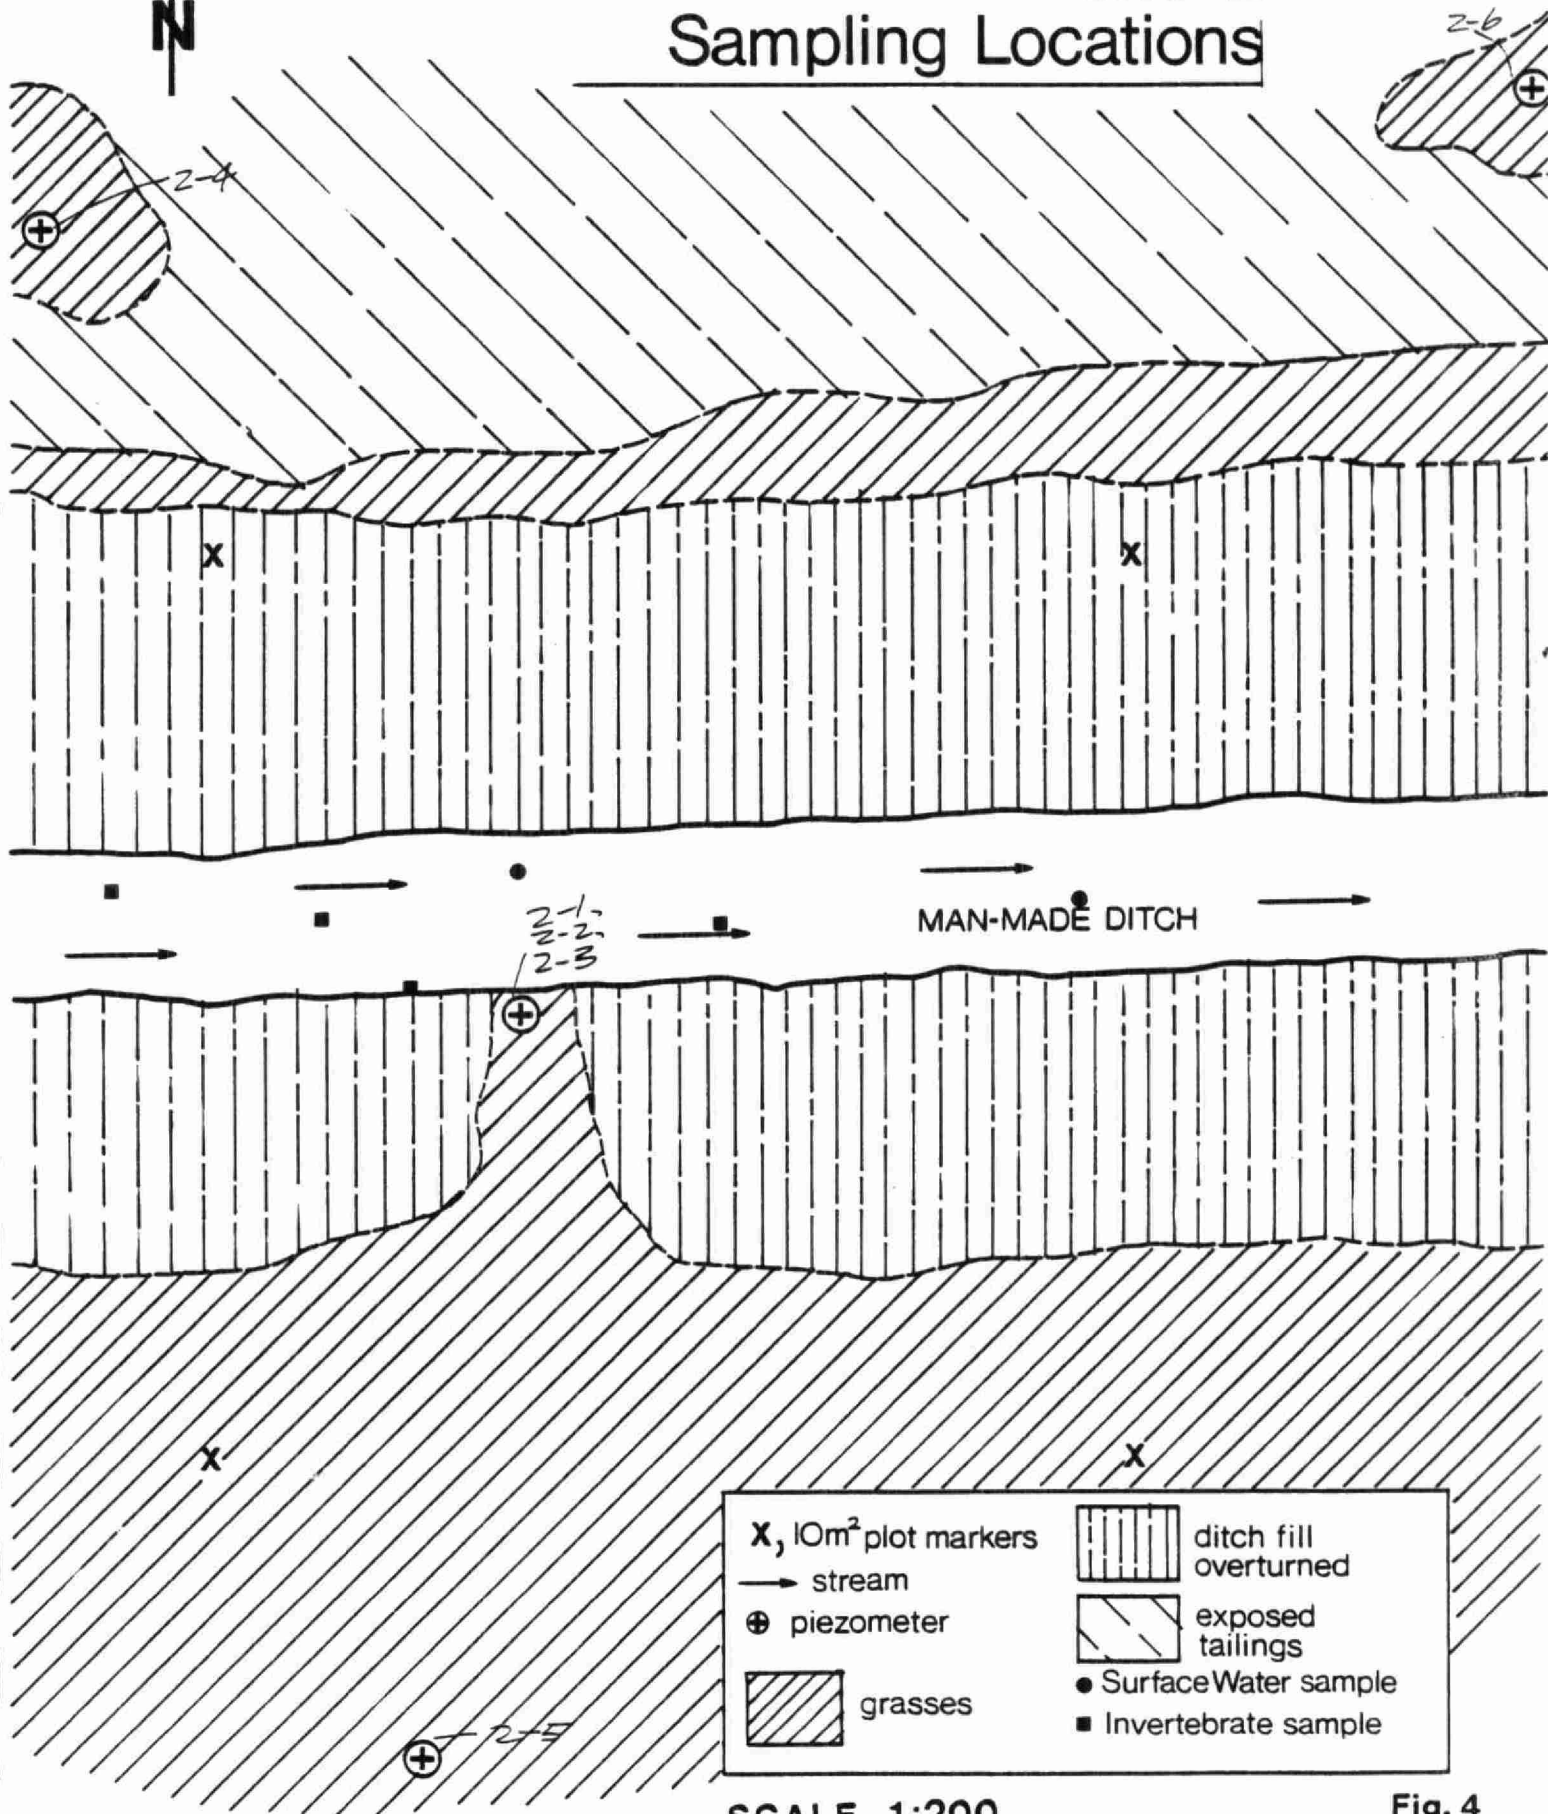 N
Sampling Locations
2-6
2-4
X
X
2-1,
2-2,
2-3
MAN-MADE DITCH
X
X
X, 10m² plot markers
stream
piezometer
grasses
ditch fill
overturned
exposed
tailings
Surface Water sample
Invertebrate sample
2-5
SCALE 1:200
Fig. 4